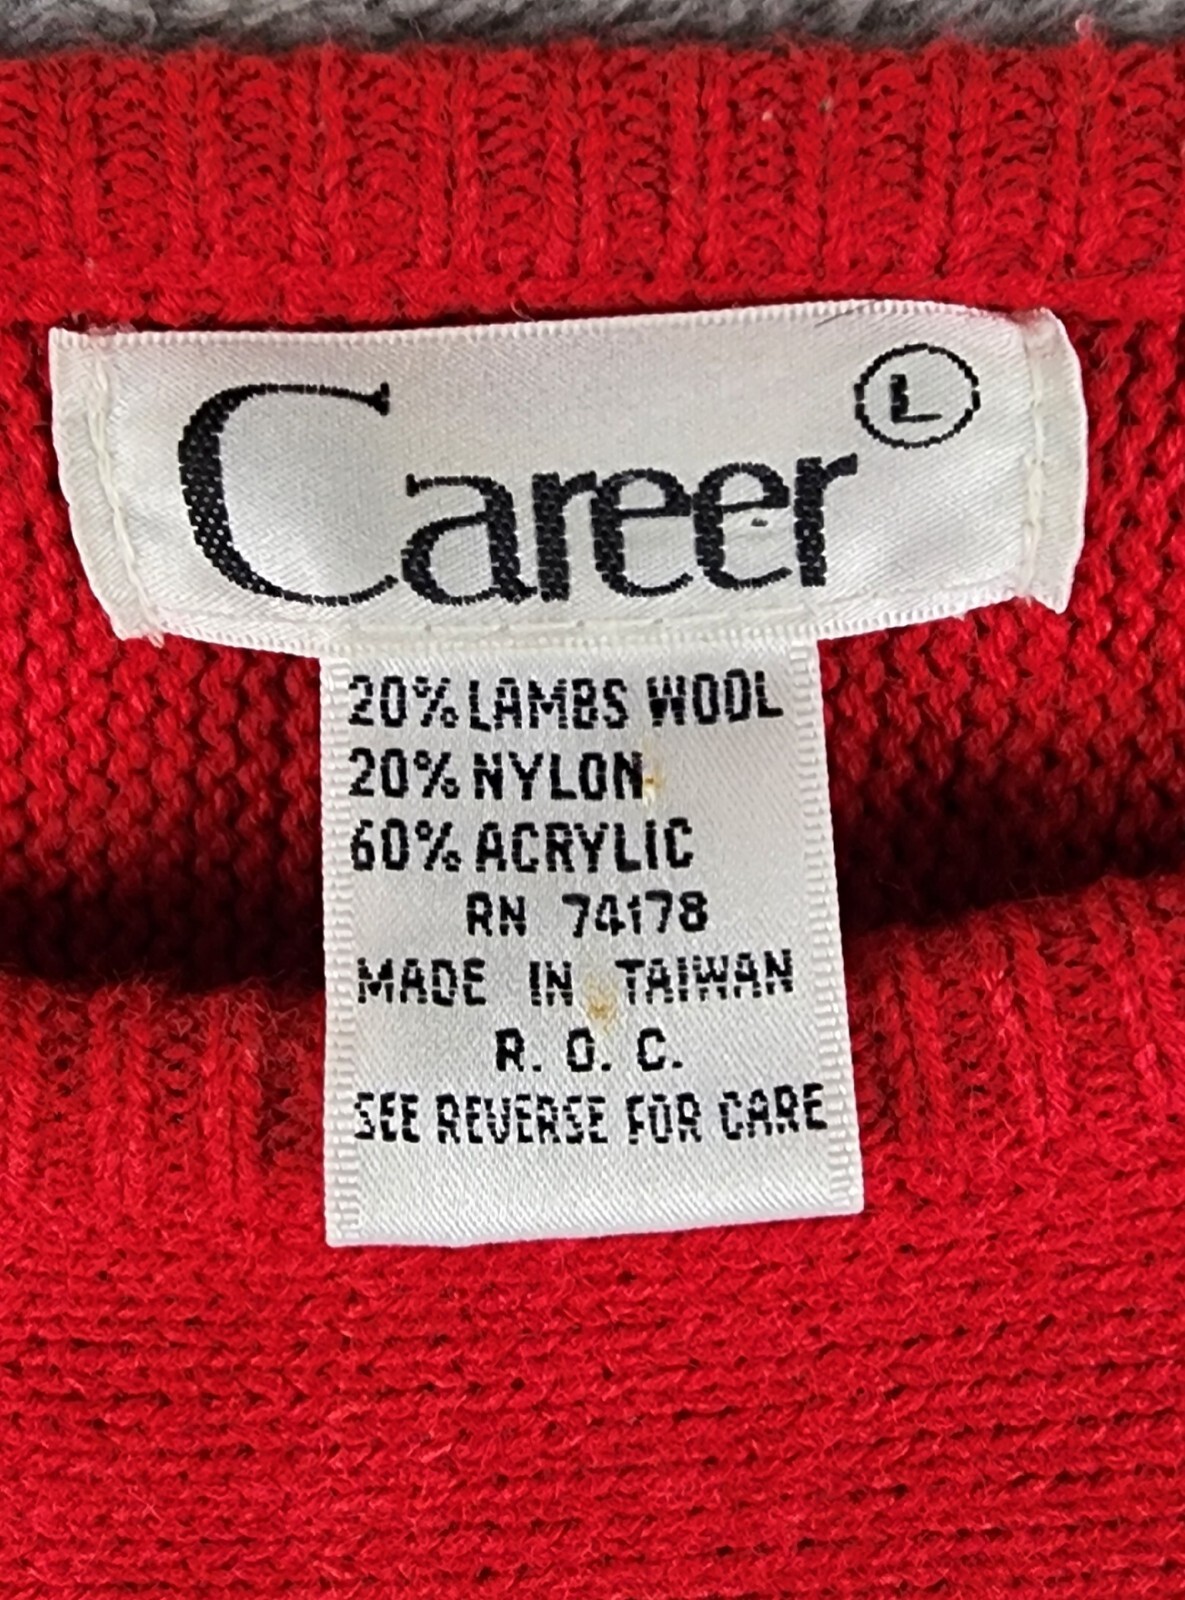 Career L
20% LAMBS WOOL
20% NYLON
60% ACRYLIC
RN 74178
MADE IN TAIWAN
R. O. C.
SEE REVERSE FOR CARE